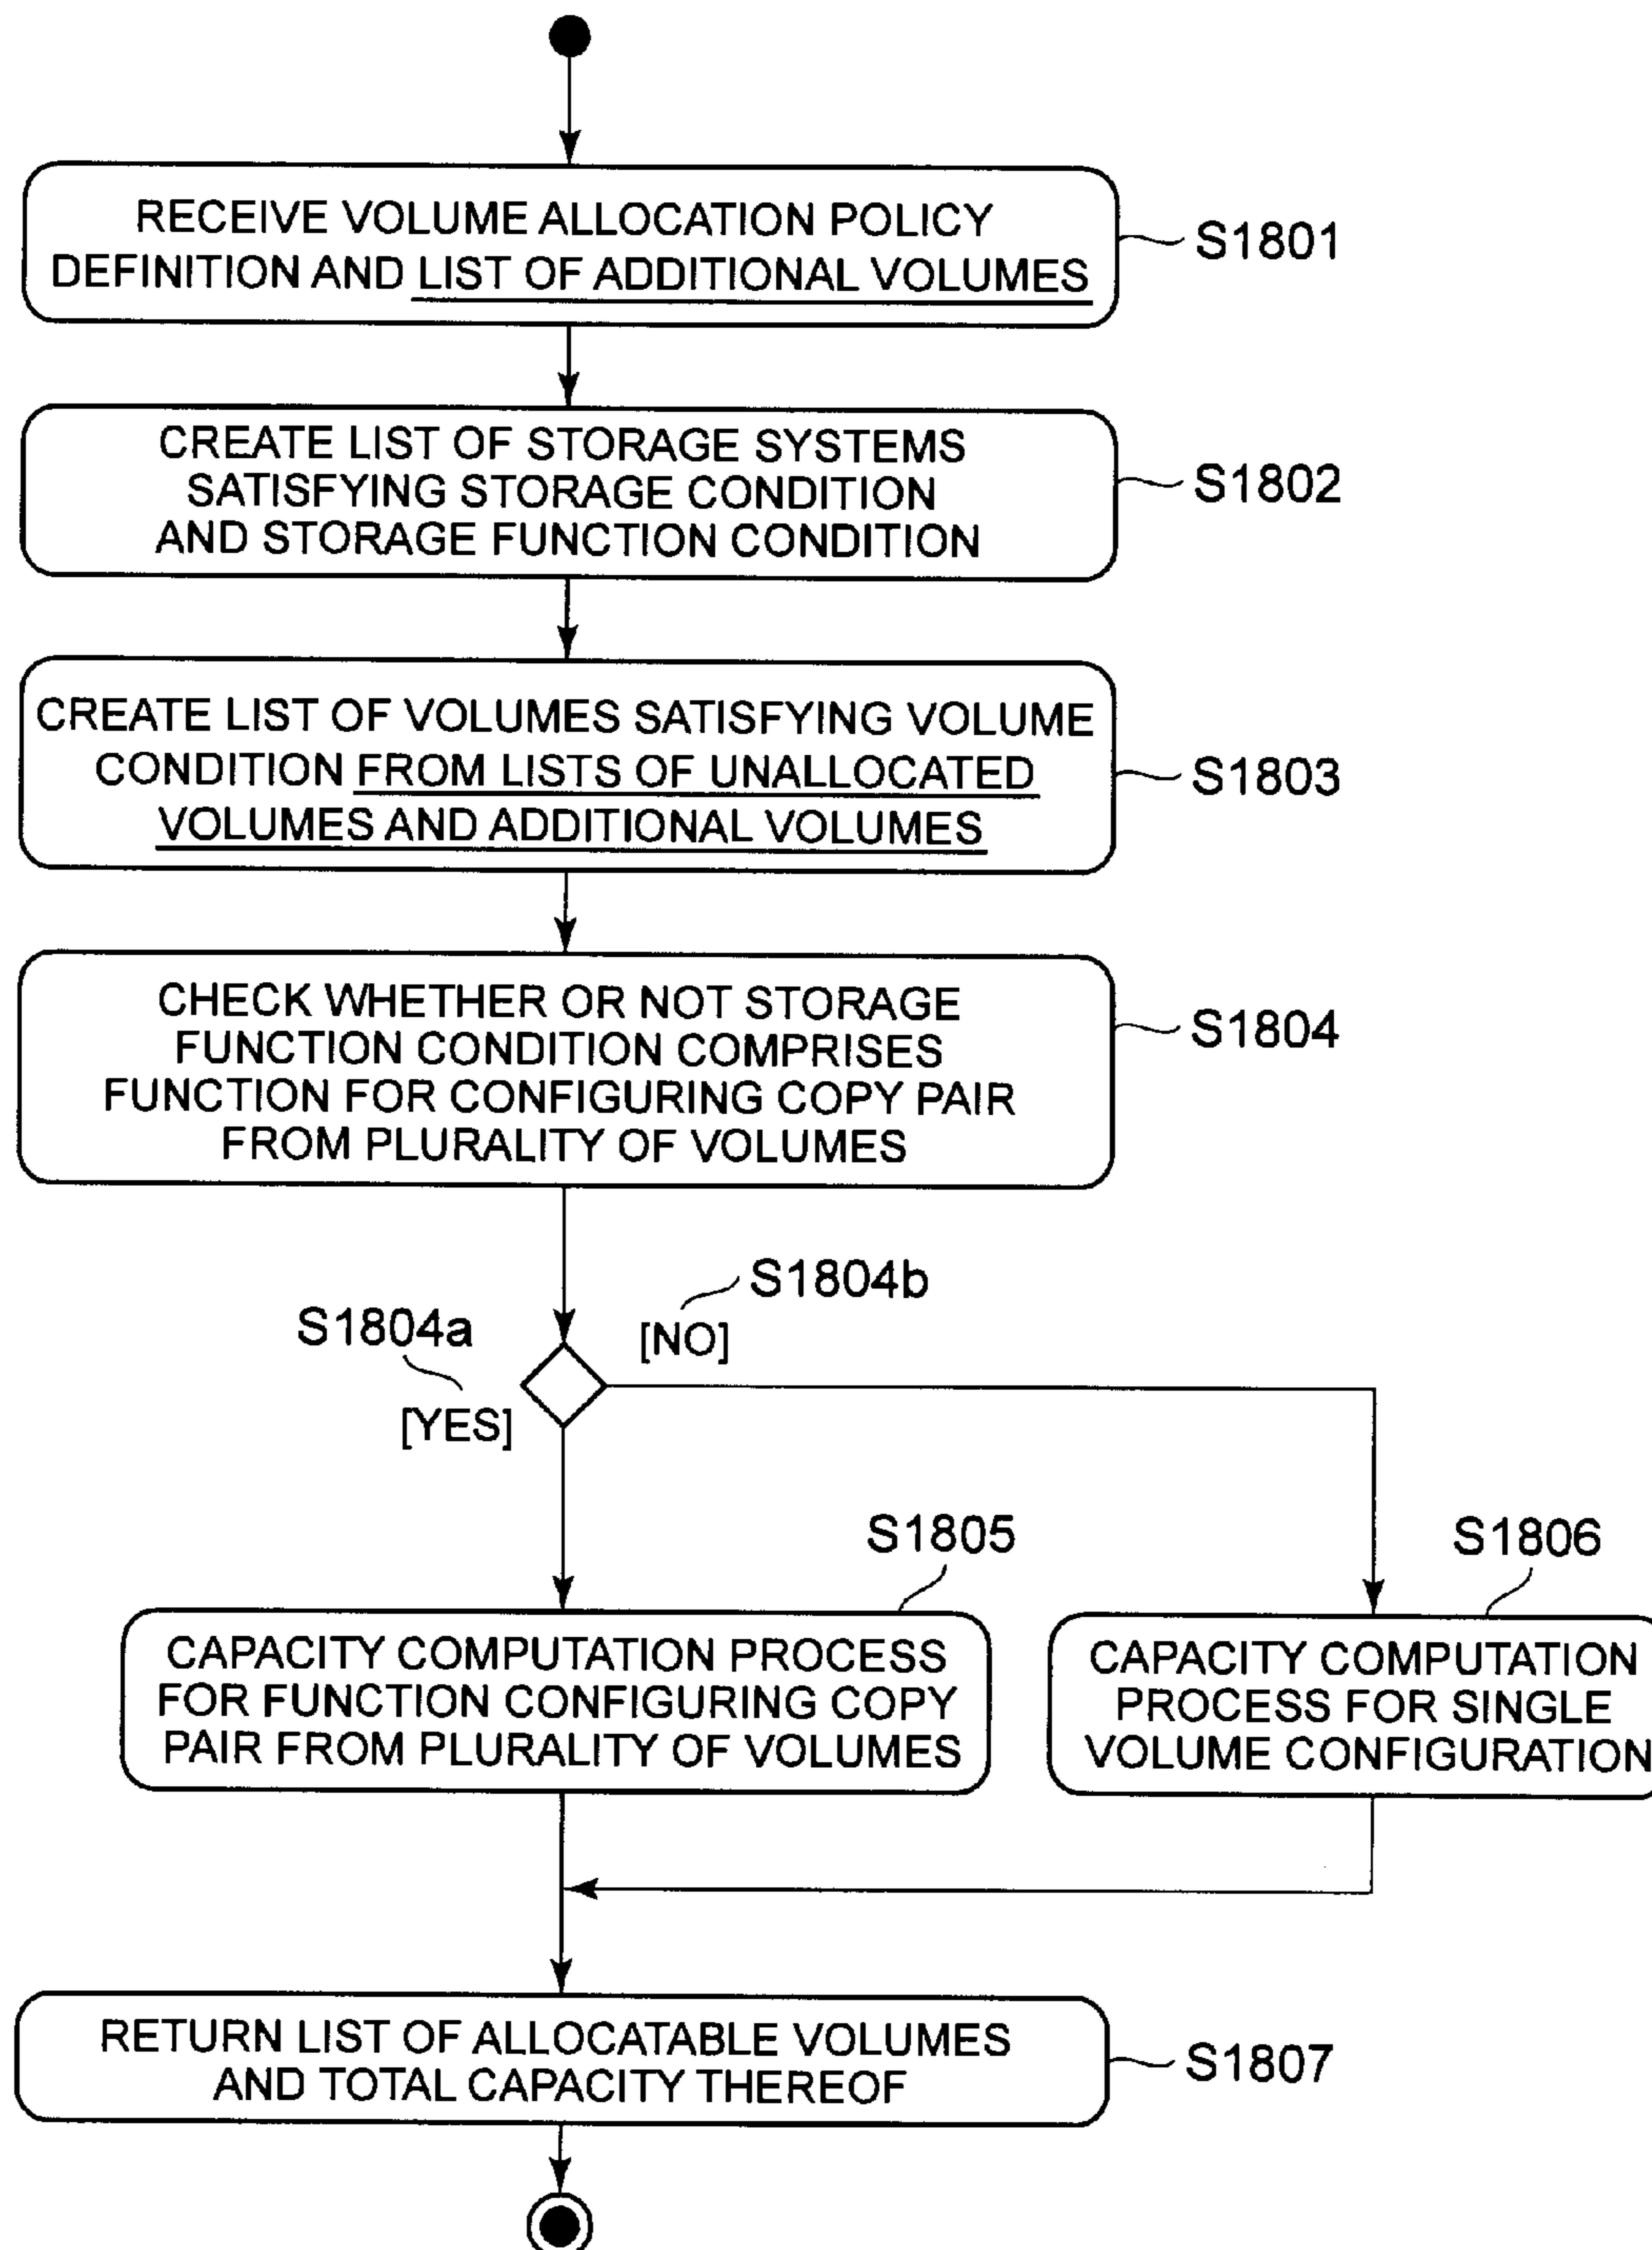 RECEIVE VOLUME ALLOCATION POLICY
DEFINITION AND LIST OF ADDITIONAL VOLUMES
S1801
CREATE LIST OF STORAGE SYSTEMS
SATISFYING STORAGE CONDITION
AND STORAGE FUNCTION CONDITION
S1802
CREATE LIST OF VOLUMES SATISFYING VOLUME
CONDITION FROM LISTS OF UNALLOCATED
VOLUMES AND ADDITIONAL VOLUMES
S1803
CHECK WHETHER OR NOT STORAGE
FUNCTION CONDITION COMPRISES
FUNCTION FOR CONFIGURING COPY PAIR
FROM PLURALITY OF VOLUMES
S1804
S1804b
[NO]
S1804a
[YES]
S1805
CAPACITY COMPUTATION PROCESS
FOR FUNCTION CONFIGURING COPY
PAIR FROM PLURALITY OF VOLUMES
S1806
CAPACITY COMPUTATION
PROCESS FOR SINGLE
VOLUME CONFIGURATION
RETURN LIST OF ALLOCATABLE VOLUMES
AND TOTAL CAPACITY THEREOF
S1807